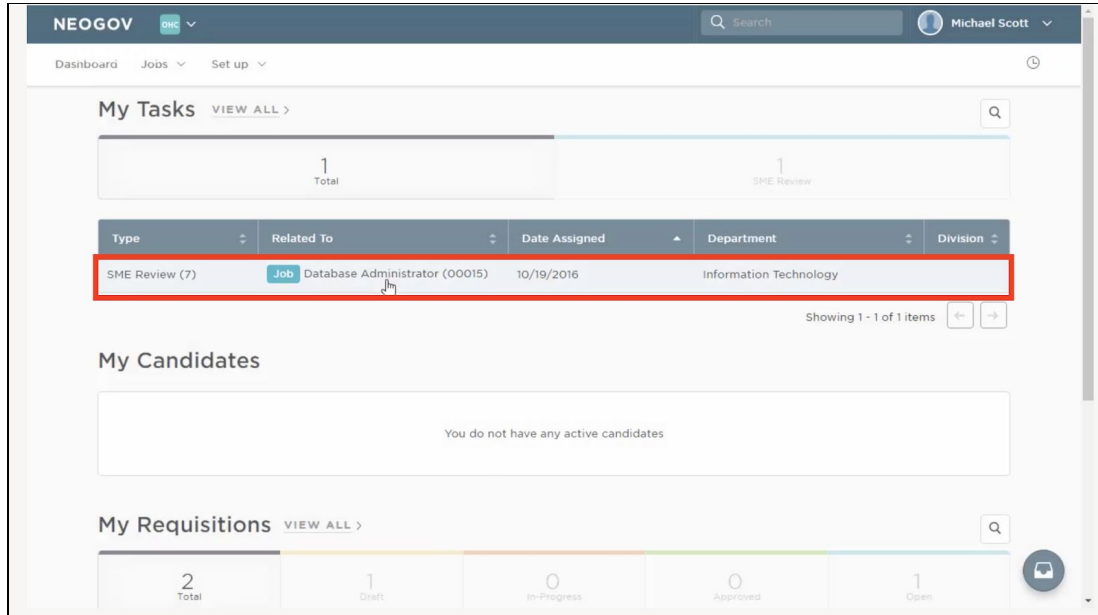 NEOGOV OHC Search Michael Scott
Dashboard Jobs Set up
My Tasks VIEW ALL >
1 1
Total SME Review
Type Related To Date Assigned Department Division
SME Review (7) Job Database Administrator (00015) 10/19/2016 Information Technology
Showing 1 - 1 of 1 items
My Candidates
You do not have any active candidates
My Requisitions VIEW ALL >
2 1 0 0 1
Total Draft In-Progress Approved Open